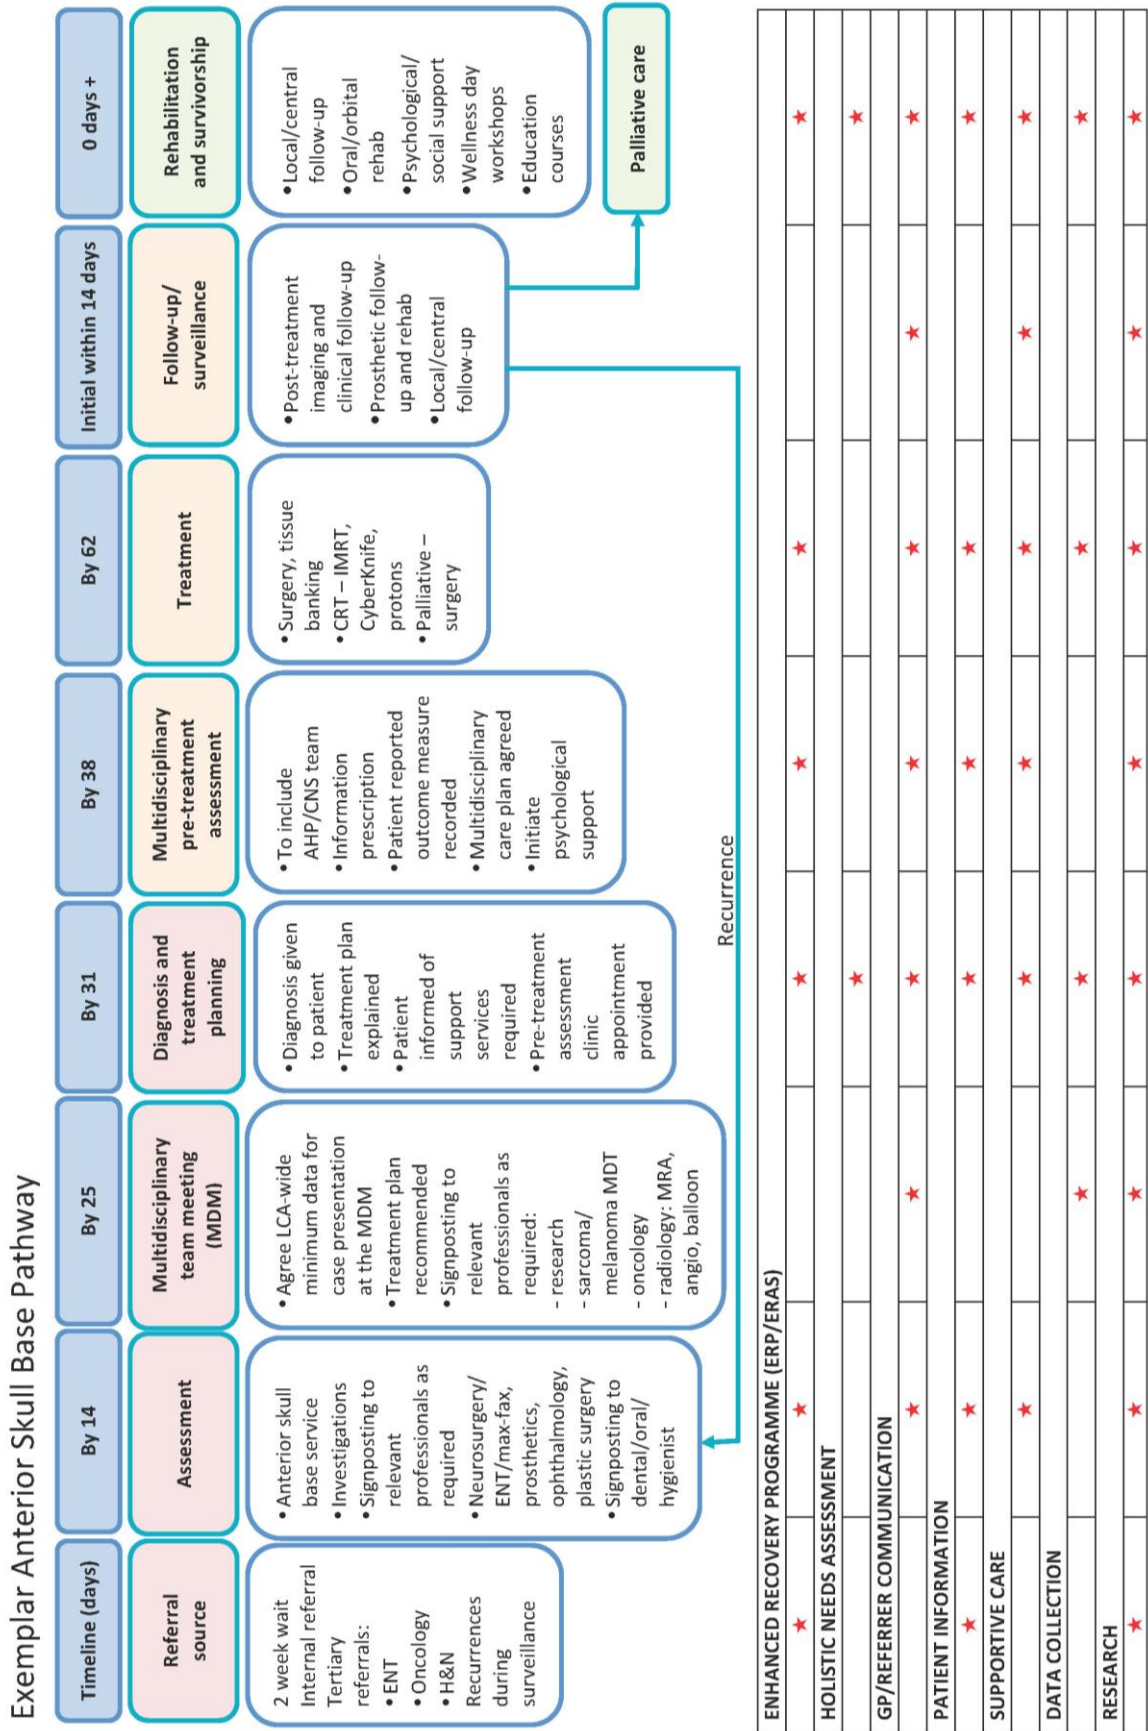 Exemplar Anterior Skull Base Pathway
Timeline (days)
By 14
By 25
By 31
By 38
By 62
Initial within 14 days
0 days +
Referral
source
Assessment
Multidisciplinary
team meeting
(MDM)
Diagnosis and
treatment
planning
Multidisciplinary
pre-treatment
assessment
Treatment
Follow-up/
surveillance
Rehabilitation
and survivorship
2 week wait
Internal referral
Tertiary
referrals:
• ENT
• Oncology
• H&N
Recurrences
during
surveillance
• Anterior skull
base service
• Investigations
• Signposting to
relevant
professionals as
required
• Neurosurgery/
ENT/max-fax,
prosthetics,
ophthalmology,
plastic surgery
• Signposting to
dental/oral/
hygienist
• Agree LCA-wide
minimum data for
case presentation
at the MDM
• Treatment plan
recommended
• Signposting to
relevant
professionals as
required:
- research
- sarcoma/
melanoma MDT
- oncology
- radiology: MRA,
angio, balloon
• Diagnosis given
to patient
• Treatment plan
explained
• Patient
informed of
support
services
required
• Pre-treatment
assessment
clinic
appointment
provided
• To include
AHP/CNS team
• Information
prescription
• Patient reported
outcome measure
recorded
• Multidisciplinary
care plan agreed
• Initiate
psychological
support
• Surgery, tissue
banking
• CRT – IMRT,
CyberKnife,
protons
• Palliative –
surgery
• Post-treatment
imaging and
clinical follow-up
• Prosthetic follow-
up and rehab
• Local/central
follow-up
• Local/central
follow-up
• Oral/orbital
rehab
• Psychological/
social support
• Wellness day
workshops
• Education
courses
Palliative care
Recurrence
ENHANCED RECOVERY PROGRAMME (ERP/ERAS)
HOLISTIC NEEDS ASSESSMENT
GP/REFERRER COMMUNICATION
PATIENT INFORMATION
SUPPORTIVE CARE
DATA COLLECTION
RESEARCH